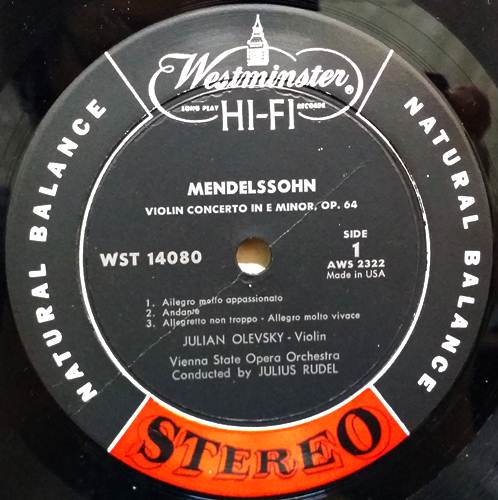 Westminster®
LONG PLAY RECORDS
HI-FI
NATURAL BALANCE
NATURAL BALANCE
MENDELSSOHN
VIOLIN CONCERTO IN E MINOR, OP. 64
WST 14080
SIDE
1
AWS 2322
Made in USA
1. Allegro molto appassionato
2. Andante
3. Allegretto non troppo - Allegro molto vivace
JULIAN OLEVSKY - Violin
Vienna State Opera Orchestra
Conducted by JULIUS RUDEL
STEREO